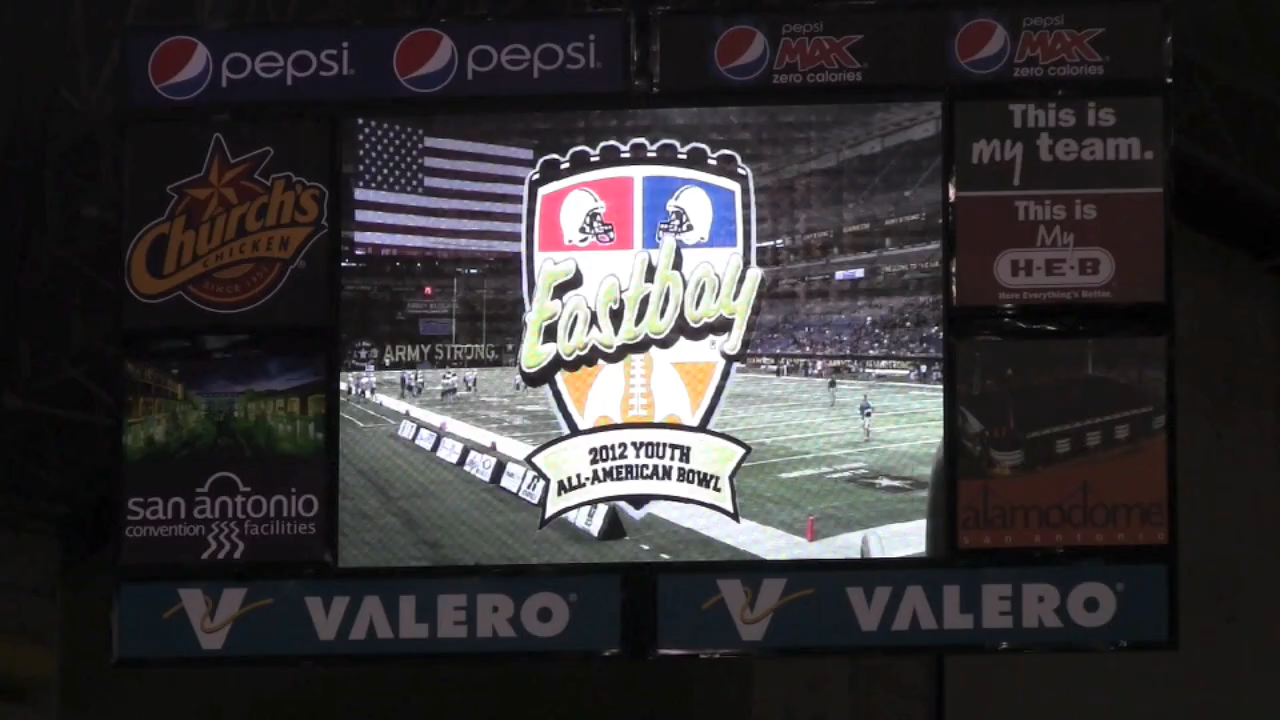 pepsi
pepsi
pepsi
MAX
zero calories
pepsi
MAX
zero calories
Church's
CHICKEN
SINCE 1952
This is
my team.
This is
My
H-E-B
Here Everything's Better.
ARMY STRONG.
Eastbay
2012 YOUTH
ALL-AMERICAN BOWL
san antonio
convention facilities
alamodome
san antonio
VALERO
VALERO